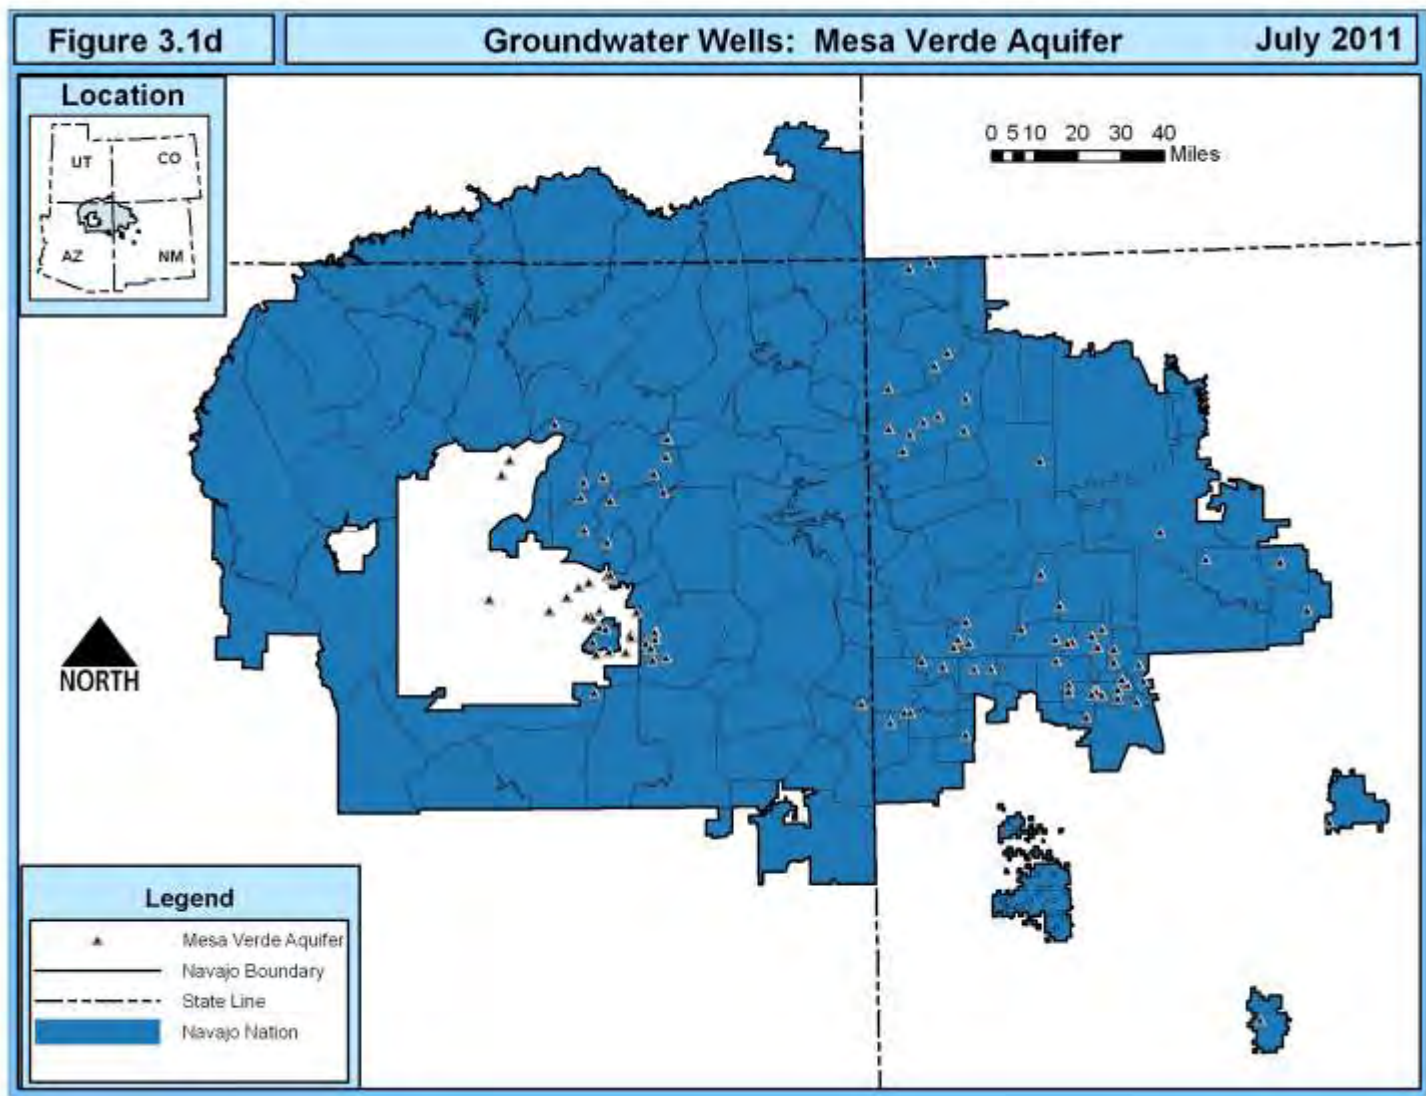 Figure 3.1d
Groundwater Wells: Mesa Verde Aquifer
July 2011
Location
UT
CO
AZ
NM
0 5 10 20 30 40
Miles
NORTH
Legend
Mesa Verde Aquifer
Navajo Boundary
State Line
Navajo Nation